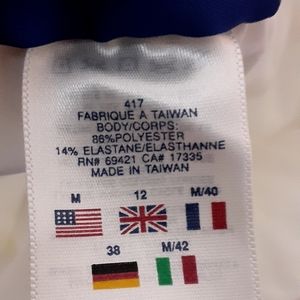 417
FABRIQUE A TAIWAN
BODY/CORPS:
86%POLYESTER
14% ELASTANE/ELASTHANNE
RN# 69421 CA# 17335
MADE IN TAIWAN
M 12 M/40
38 M/42